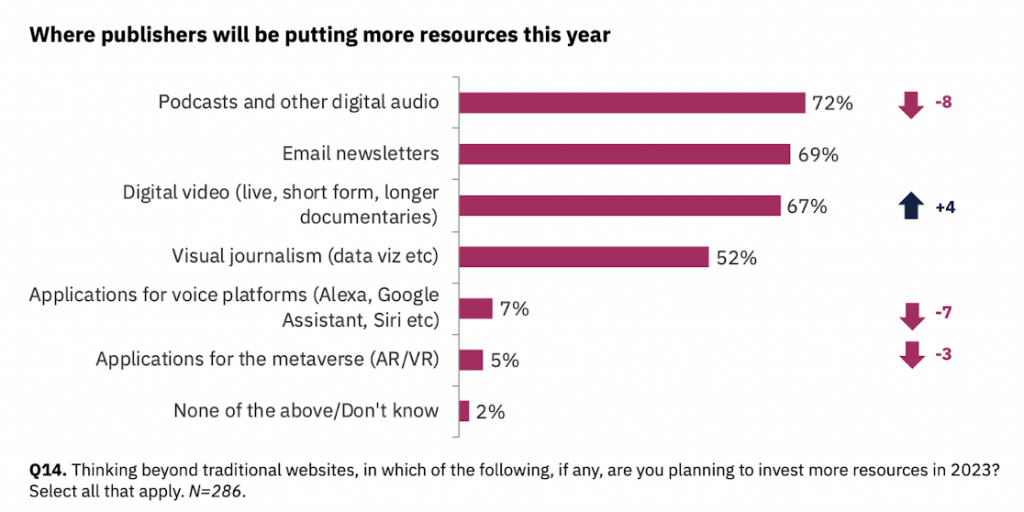 Where publishers will be putting more resources this year
Podcasts and other digital audio 72% -8
Email newsletters 69%
Digital video (live, short form, longer
documentaries) 67% +4
Visual journalism (data viz etc) 52%
Applications for voice platforms (Alexa, Google
Assistant, Siri etc) 7% -7
Applications for the metaverse (AR/VR) 5% -3
None of the above/Don't know 2%
Q14. Thinking beyond traditional websites, in which of the following, if any, are you planning to invest more resources in 2023?
Select all that apply. N=286.